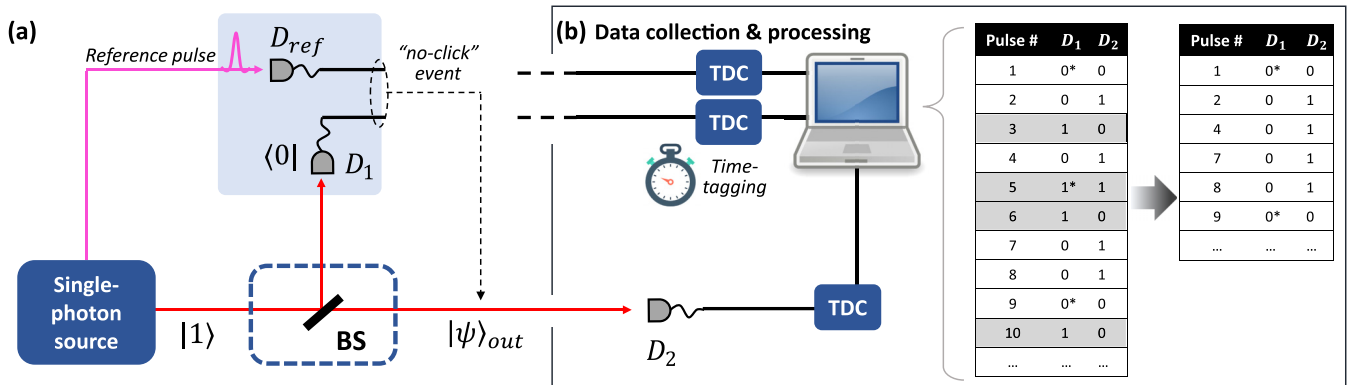 (a)
Reference pulse
D_ref
"no-click"
event
⟨0|
D_1
Single-
photon
source
|1⟩
BS
|ψ⟩_out
(b) Data collection & processing
TDC
TDC
Time-
tagging
D_2
TDC
Pulse # D_1 D_2
1 0* 0
2 0 1
3 1 0
4 0 1
5 1* 1
6 1 0
7 0 1
8 0 1
9 0* 0
10 1 0
... ... ...
Pulse # D_1 D_2
1 0* 0
2 0 1
4 0 1
7 0 1
8 0 1
9 0* 0
... ... ...